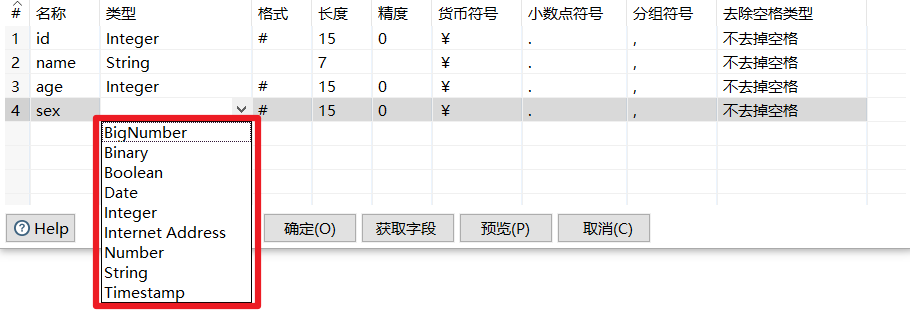 # 名称 类型 格式 长度 精度 货币符号 小数点符号 分组符号 去除空格类型
1 id Integer # 15 0 ¥ . , 不去掉空格
2 name String 7 ¥ . , 不去掉空格
3 age Integer # 15 0 ¥ . , 不去掉空格
4 sex # 15 0 ¥ . , 不去掉空格
BigNumber
Binary
Boolean
Date
Integer
Internet Address
Number
String
Timestamp
Help 确定(O) 获取字段 预览(P) 取消(C)